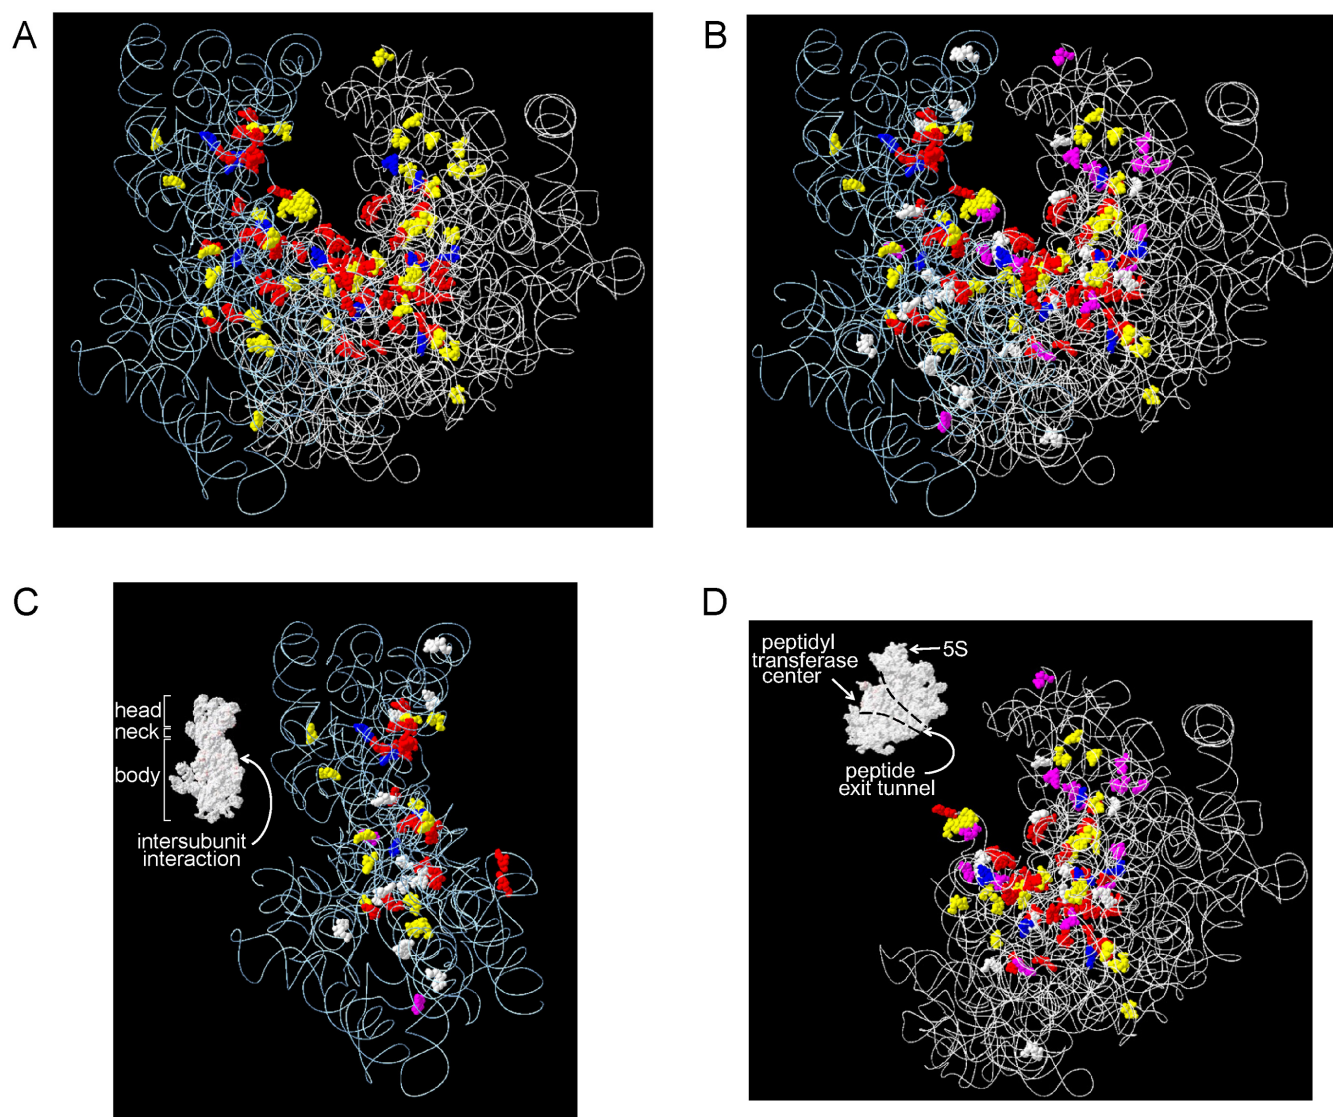 A
B
C
head
neck
body
intersubunit
interaction
D
peptidyl
transferase
center
5S
peptide
exit tunnel